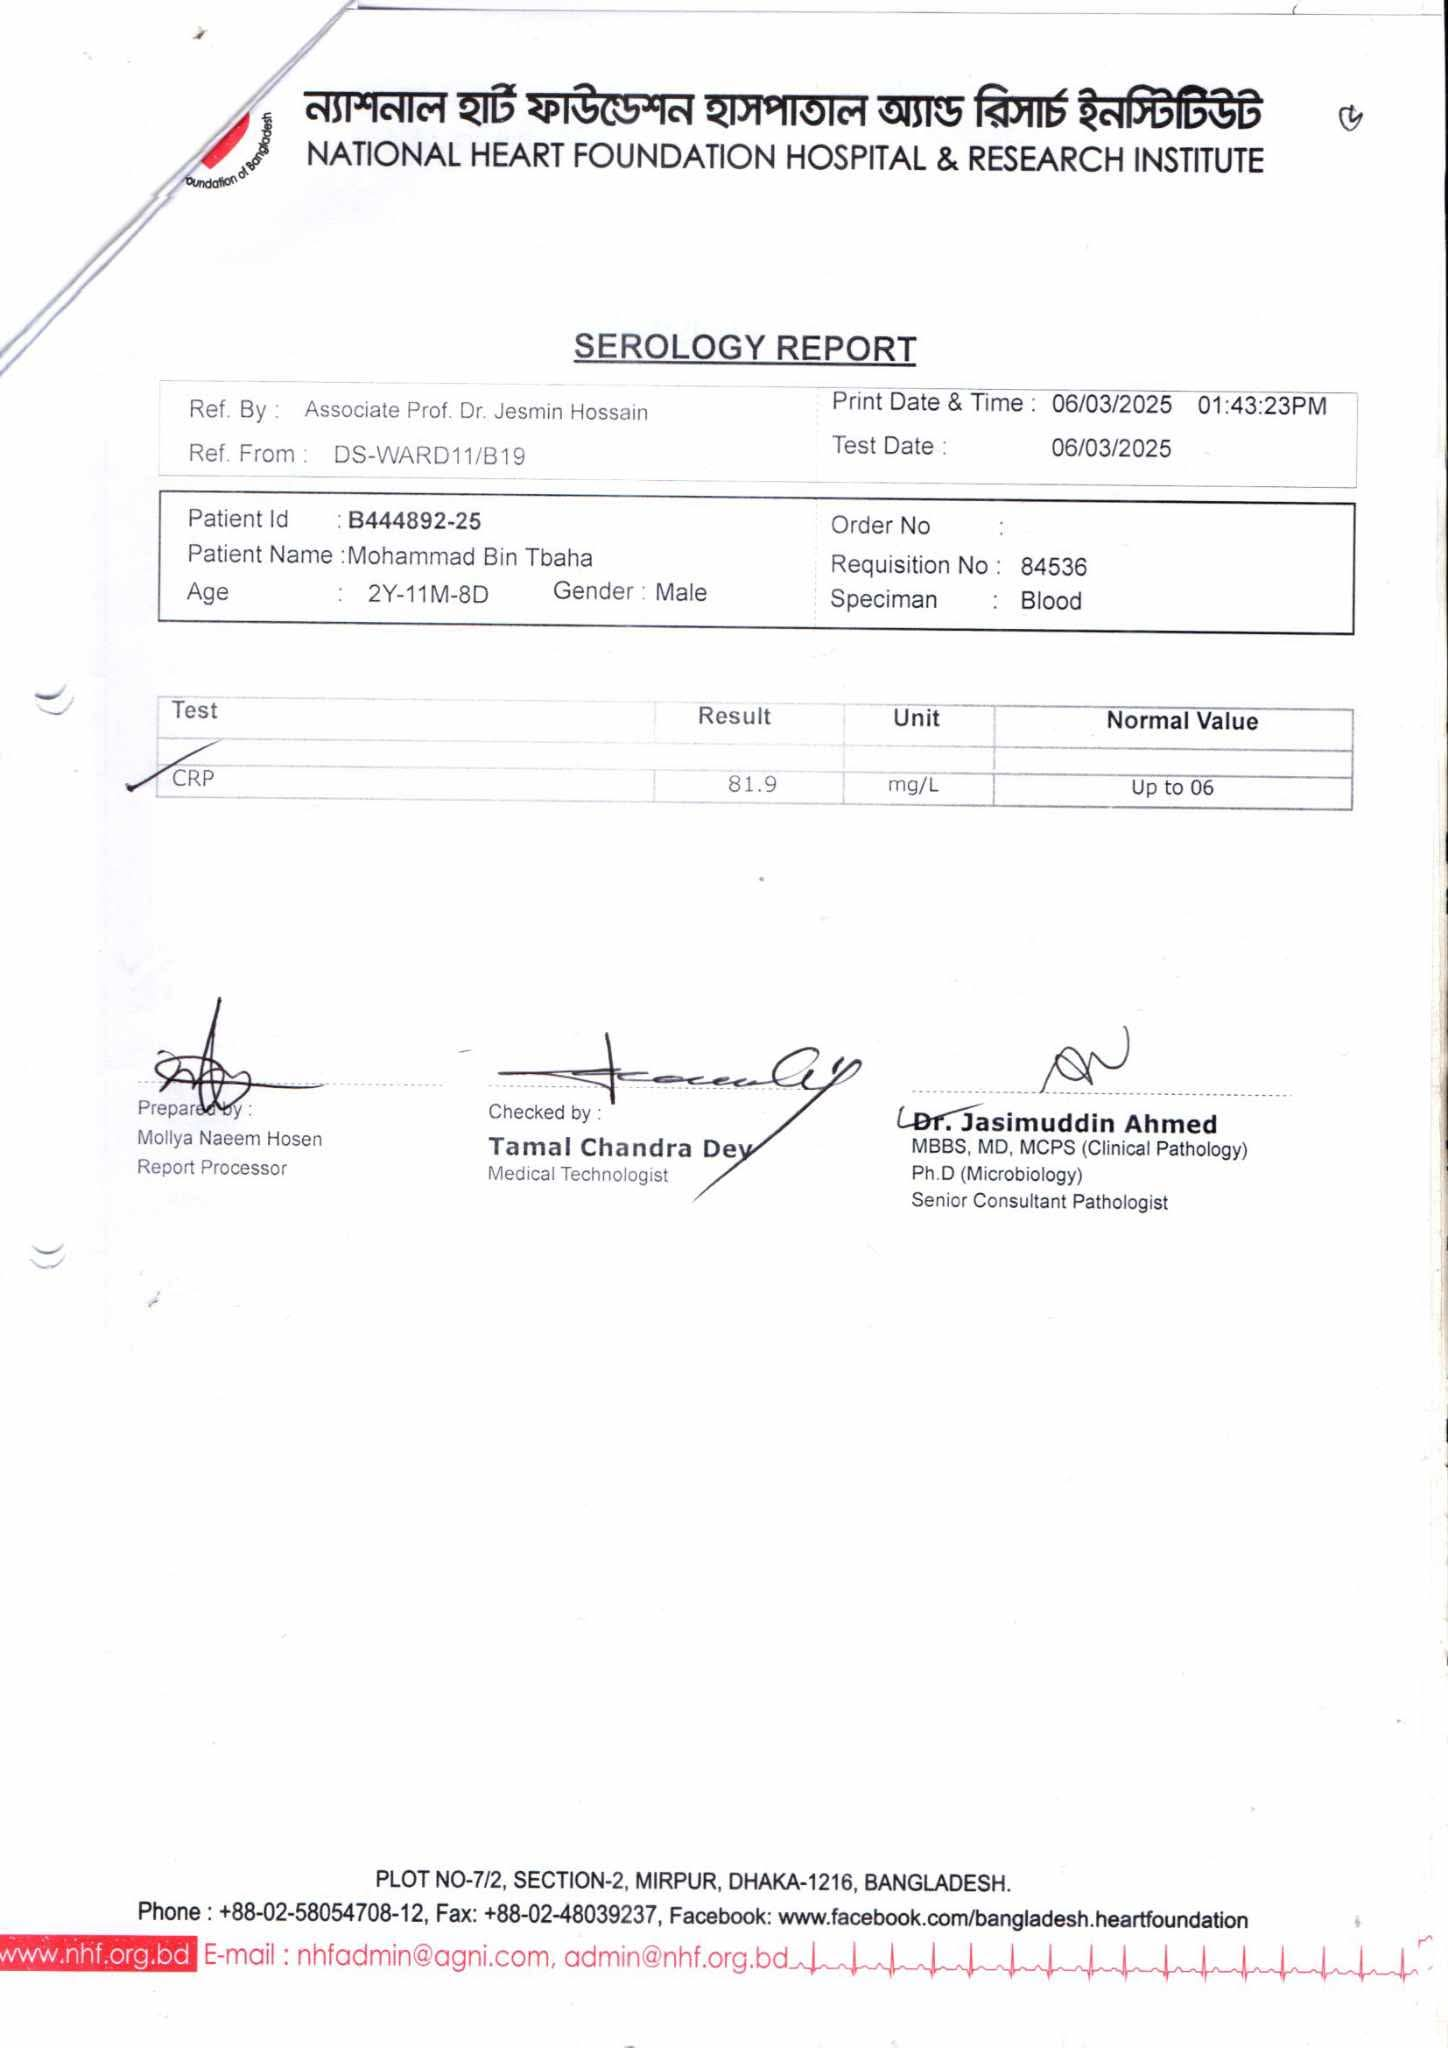 ন্যাশনাল হার্ট ফাউন্ডেশন হাসপাতাল অ্যাণ্ড রিসার্চ ইনস্টিটিউট
NATIONAL HEART FOUNDATION HOSPITAL & RESEARCH INSTITUTE
oundation of Bangladesh
SEROLOGY REPORT
Ref. By : Associate Prof. Dr. Jesmin Hossain
Print Date & Time : 06/03/2025 01:43:23PM
Ref. From : DS-WARD11/B19
Test Date : 06/03/2025
Patient Id : B444892-25
Order No :
Patient Name :Mohammad Bin Tbaha
Requisition No : 84536
Age : 2Y-11M-8D Gender : Male
Speciman : Blood
Test Result Unit Normal Value
CRP 81.9 mg/L Up to 06
Prepared by :
Mollya Naeem Hosen
Report Processor
Checked by :
Tamal Chandra Dey
Medical Technologist
Dr. Jasimuddin Ahmed
MBBS, MD, MCPS (Clinical Pathology)
Ph.D (Microbiology)
Senior Consultant Pathologist
PLOT NO-7/2, SECTION-2, MIRPUR, DHAKA-1216, BANGLADESH.
Phone : +88-02-58054708-12, Fax: +88-02-48039237, Facebook: www.facebook.com/bangladesh.heartfoundation
www.nhf.org.bd E-mail : nhfadmin@agni.com, admin@nhf.org.bd